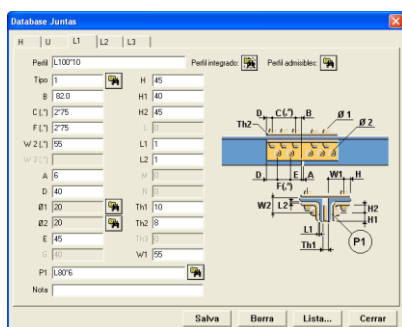 Database Juntas
H U L1 L2 L3
Perfil L100*10 Perfil integrado: Perfil admisibles:
Tipo 1 H 45
B 82.0 H1 40
C (,") 2*75 H2 45
F (,") 2*75 L 0
W 2 (") 55 L1 1
W 3 (") L2 1
A 6 M 0
D 40 N 0
Ø1 20 Th1 10
Ø2 20 Th2 8
E 45 Th3 0
G 40 W1 55
P1 L80*6
Nota
D C(,") B Ø 1
Th2 Ø 2
D F(,") E A W1 H
W2 L2 H2
H1
L1
Th1 P1
Salva Borra Lista... Cerrar